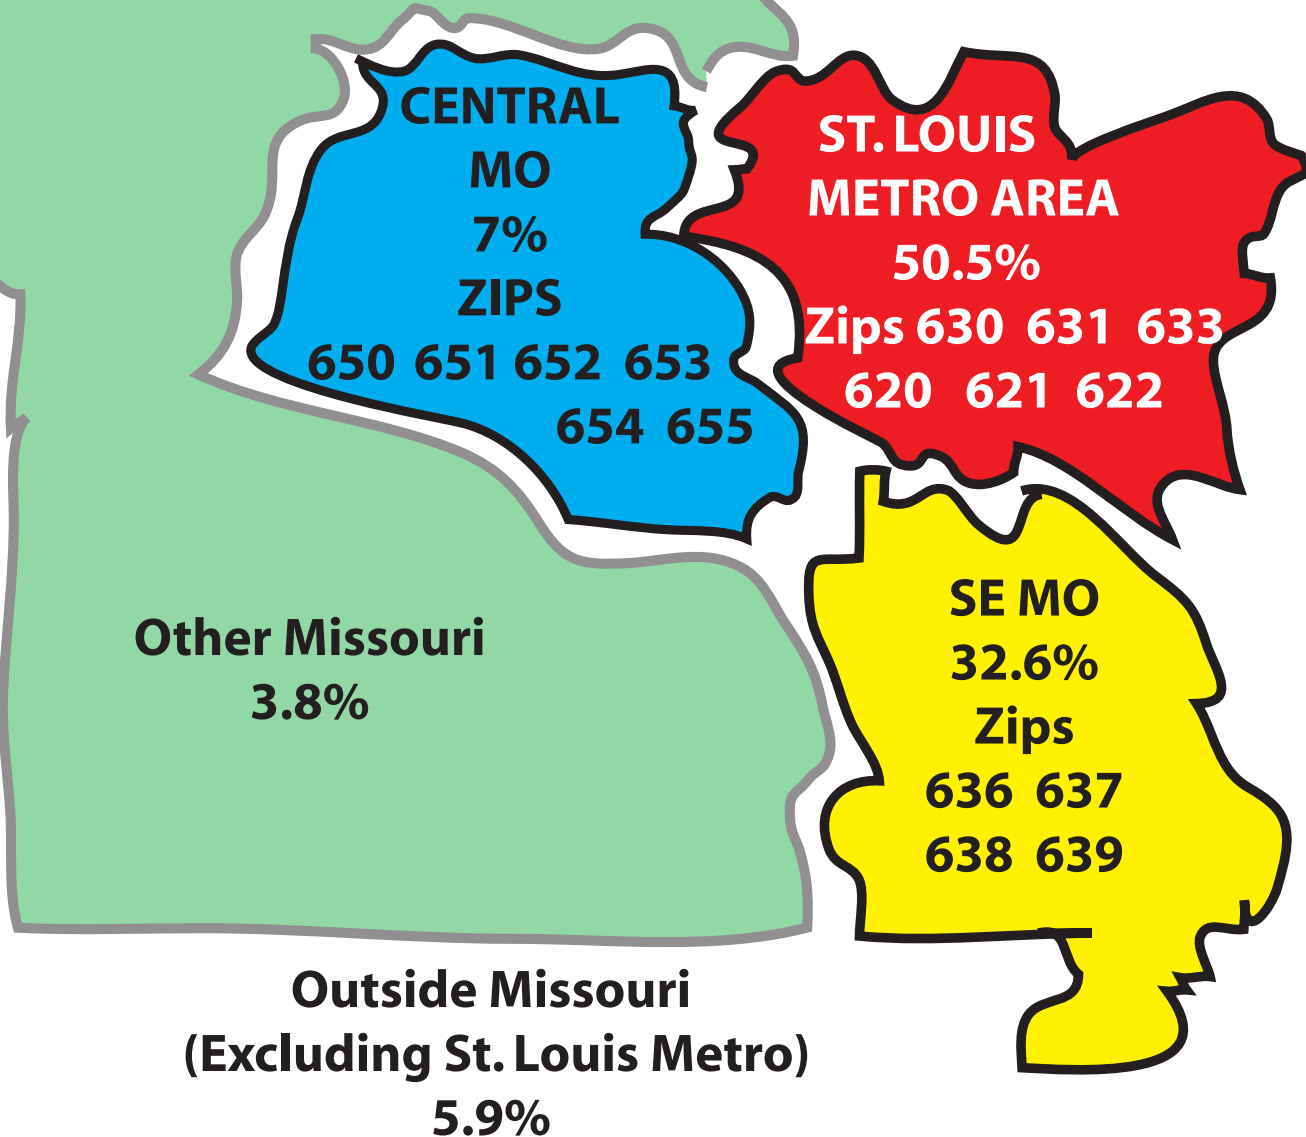 CENTRAL
MO
7%
ZIPS
650 651 652 653
654 655
ST. LOUIS
METRO AREA
50.5%
Zips 630 631 633
620 621 622
Other Missouri
3.8%
SE MO
32.6%
Zips
636 637
638 639
Outside Missouri
(Excluding St. Louis Metro)
5.9%